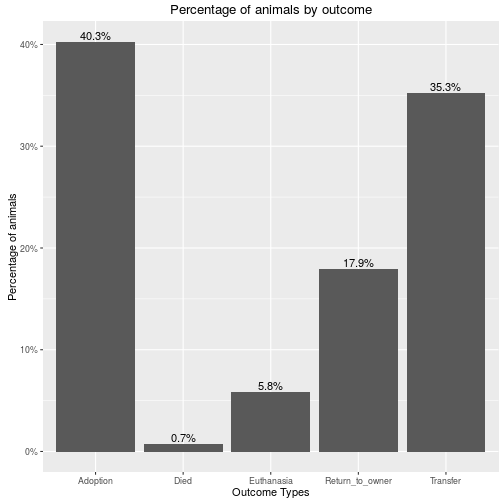 Percentage of animals by outcome
40.3%
0.7%
5.8%
17.9%
35.3%
40%
30%
20%
10%
0%
Percentage of animals
Adoption Died Euthanasia Return_to_owner Transfer
Outcome Types